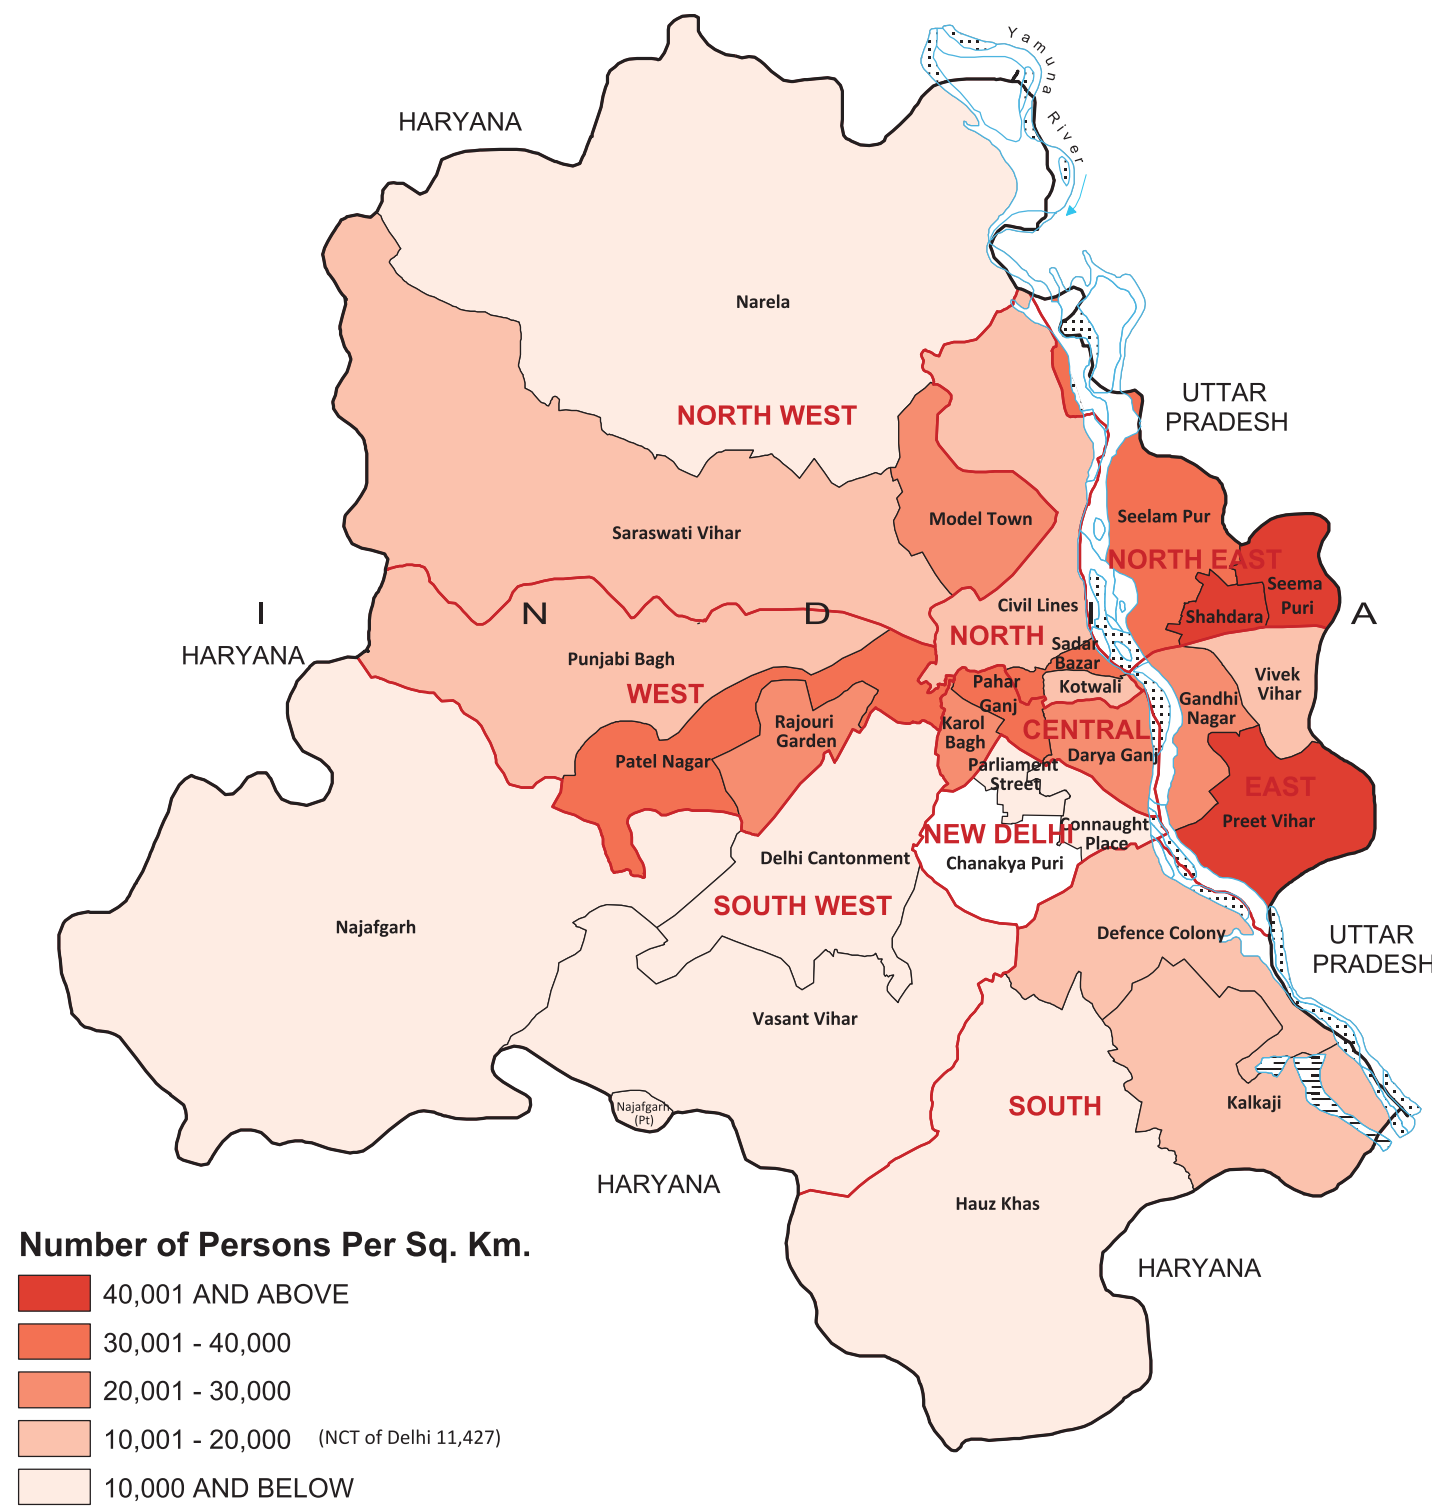 Yamuna River
HARYANA
Narela
UTTAR
PRADESH
NORTH WEST
Saraswati Vihar
Model Town
Seelam Pur
NORTH EAST
Seema
Puri
Shahdara
I N D I A
Civil Lines
NORTH
HARYANA
Punjabi Bagh
WEST
Sadar
Bazar
Kotwali
Pahar
Ganj
Vivek
Vihar
Gandhi
Nagar
Rajouri
Garden
Karol
Bagh
CENTRAL
Darya Ganj
Patel Nagar
Parliament
Street
EAST
Preet Vihar
NEW DELHI
Connaught
Place
Chanakya Puri
Delhi Cantonment
SOUTH WEST
Najafgarh
Defence Colony
UTTAR
PRADESH
Vasant Vihar
Najafgarh
(Pt)
SOUTH
Kalkaji
HARYANA
Hauz Khas
HARYANA
Number of Persons Per Sq. Km.
40,001 AND ABOVE
30,001 - 40,000
20,001 - 30,000
10,001 - 20,000 (NCT of Delhi 11,427)
10,000 AND BELOW